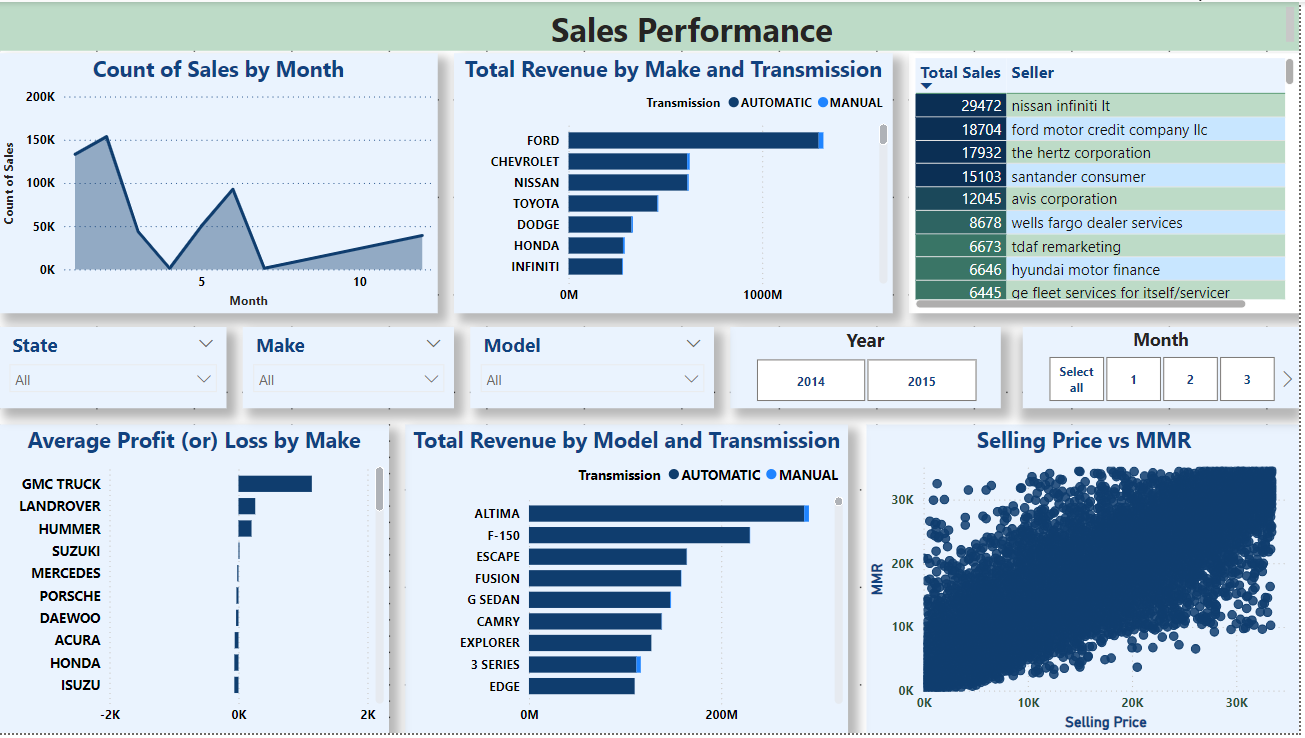 Sales Performance
Count of Sales by Month
200K
150K
100K
50K
0K
Count of Sales
5
10
Month
Total Revenue by Make and Transmission
Transmission AUTOMATIC MANUAL
FORD
CHEVROLET
NISSAN
TOYOTA
DODGE
HONDA
INFINITI
0M 1000M
Total Sales Seller
29472 nissan infiniti lt
18704 ford motor credit company llc
17932 the hertz corporation
15103 santander consumer
12045 avis corporation
8678 wells fargo dealer services
6673 tdaf remarketing
6646 hyundai motor finance
6445 ge fleet services for itself/servicer
State
All
Make
All
Model
All
Year
2014 2015
Month
Select all 1 2 3
Average Profit (or) Loss by Make
GMC TRUCK
LANDROVER
HUMMER
SUZUKI
MERCEDES
PORSCHE
DAEWOO
ACURA
HONDA
ISUZU
-2K 0K 2K
Total Revenue by Model and Transmission
Transmission AUTOMATIC MANUAL
ALTIMA
F-150
ESCAPE
FUSION
G SEDAN
CAMRY
EXPLORER
3 SERIES
EDGE
0M 200M
Selling Price vs MMR
30K
20K
10K
0K
MMR
0K 10K 20K 30K
Selling Price